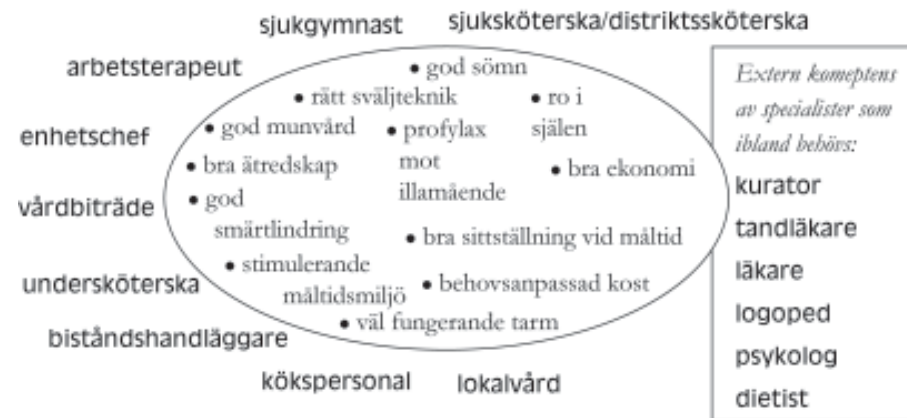 sjukgymnast
sjuksköterska/distriktssköterska
arbetsterapeut
enhetschef
vårdbiträde
undersköterska
biståndshandläggare
kökspersonal
lokalvård
• god sömn
• rätt sväljteknik
• ro i
själen
• god munvård
• profylax
mot
illamående
• bra ätredskap
• bra ekonomi
• god
smärtlindring
• bra sittställning vid måltid
• stimulerande
måltidsmiljö
• behovsanpassad kost
• väl fungerande tarm
Extern komeptens
av specialister som
ibland behövs:
kurator
tandläkare
läkare
logoped
psykolog
dietist